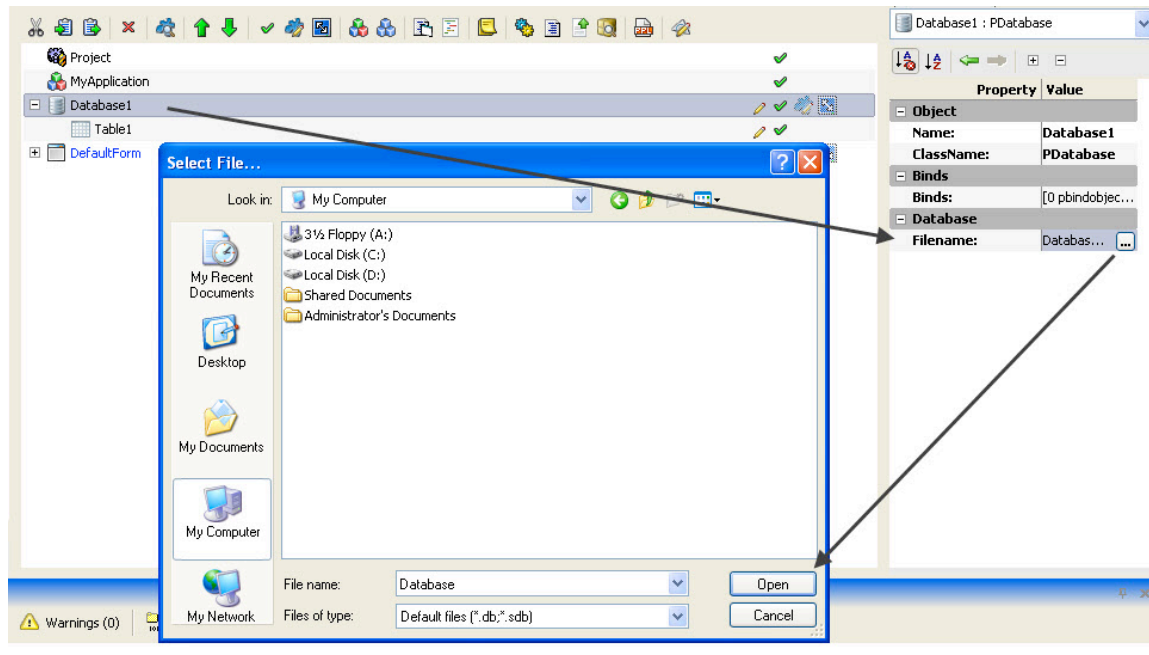 Database1 : PDatabase
Project
MyApplication
Property Value
Database1
Object
Table1
Name: Database1
DefaultForm
ClassName: PDatabase
Select File...
Binds
Look in: My Computer
Binds: [0 pbindobjec...
Database
3½ Floppy (A:)
Filename: Databas... ...
Local Disk (C:)
Local Disk (D:)
My Recent
Documents
Shared Documents
Administrator's Documents
Desktop
My Documents
My Computer
File name: Database Open
My Network Files of type: Default files (*.db;*.sdb) Cancel
Warnings (0)